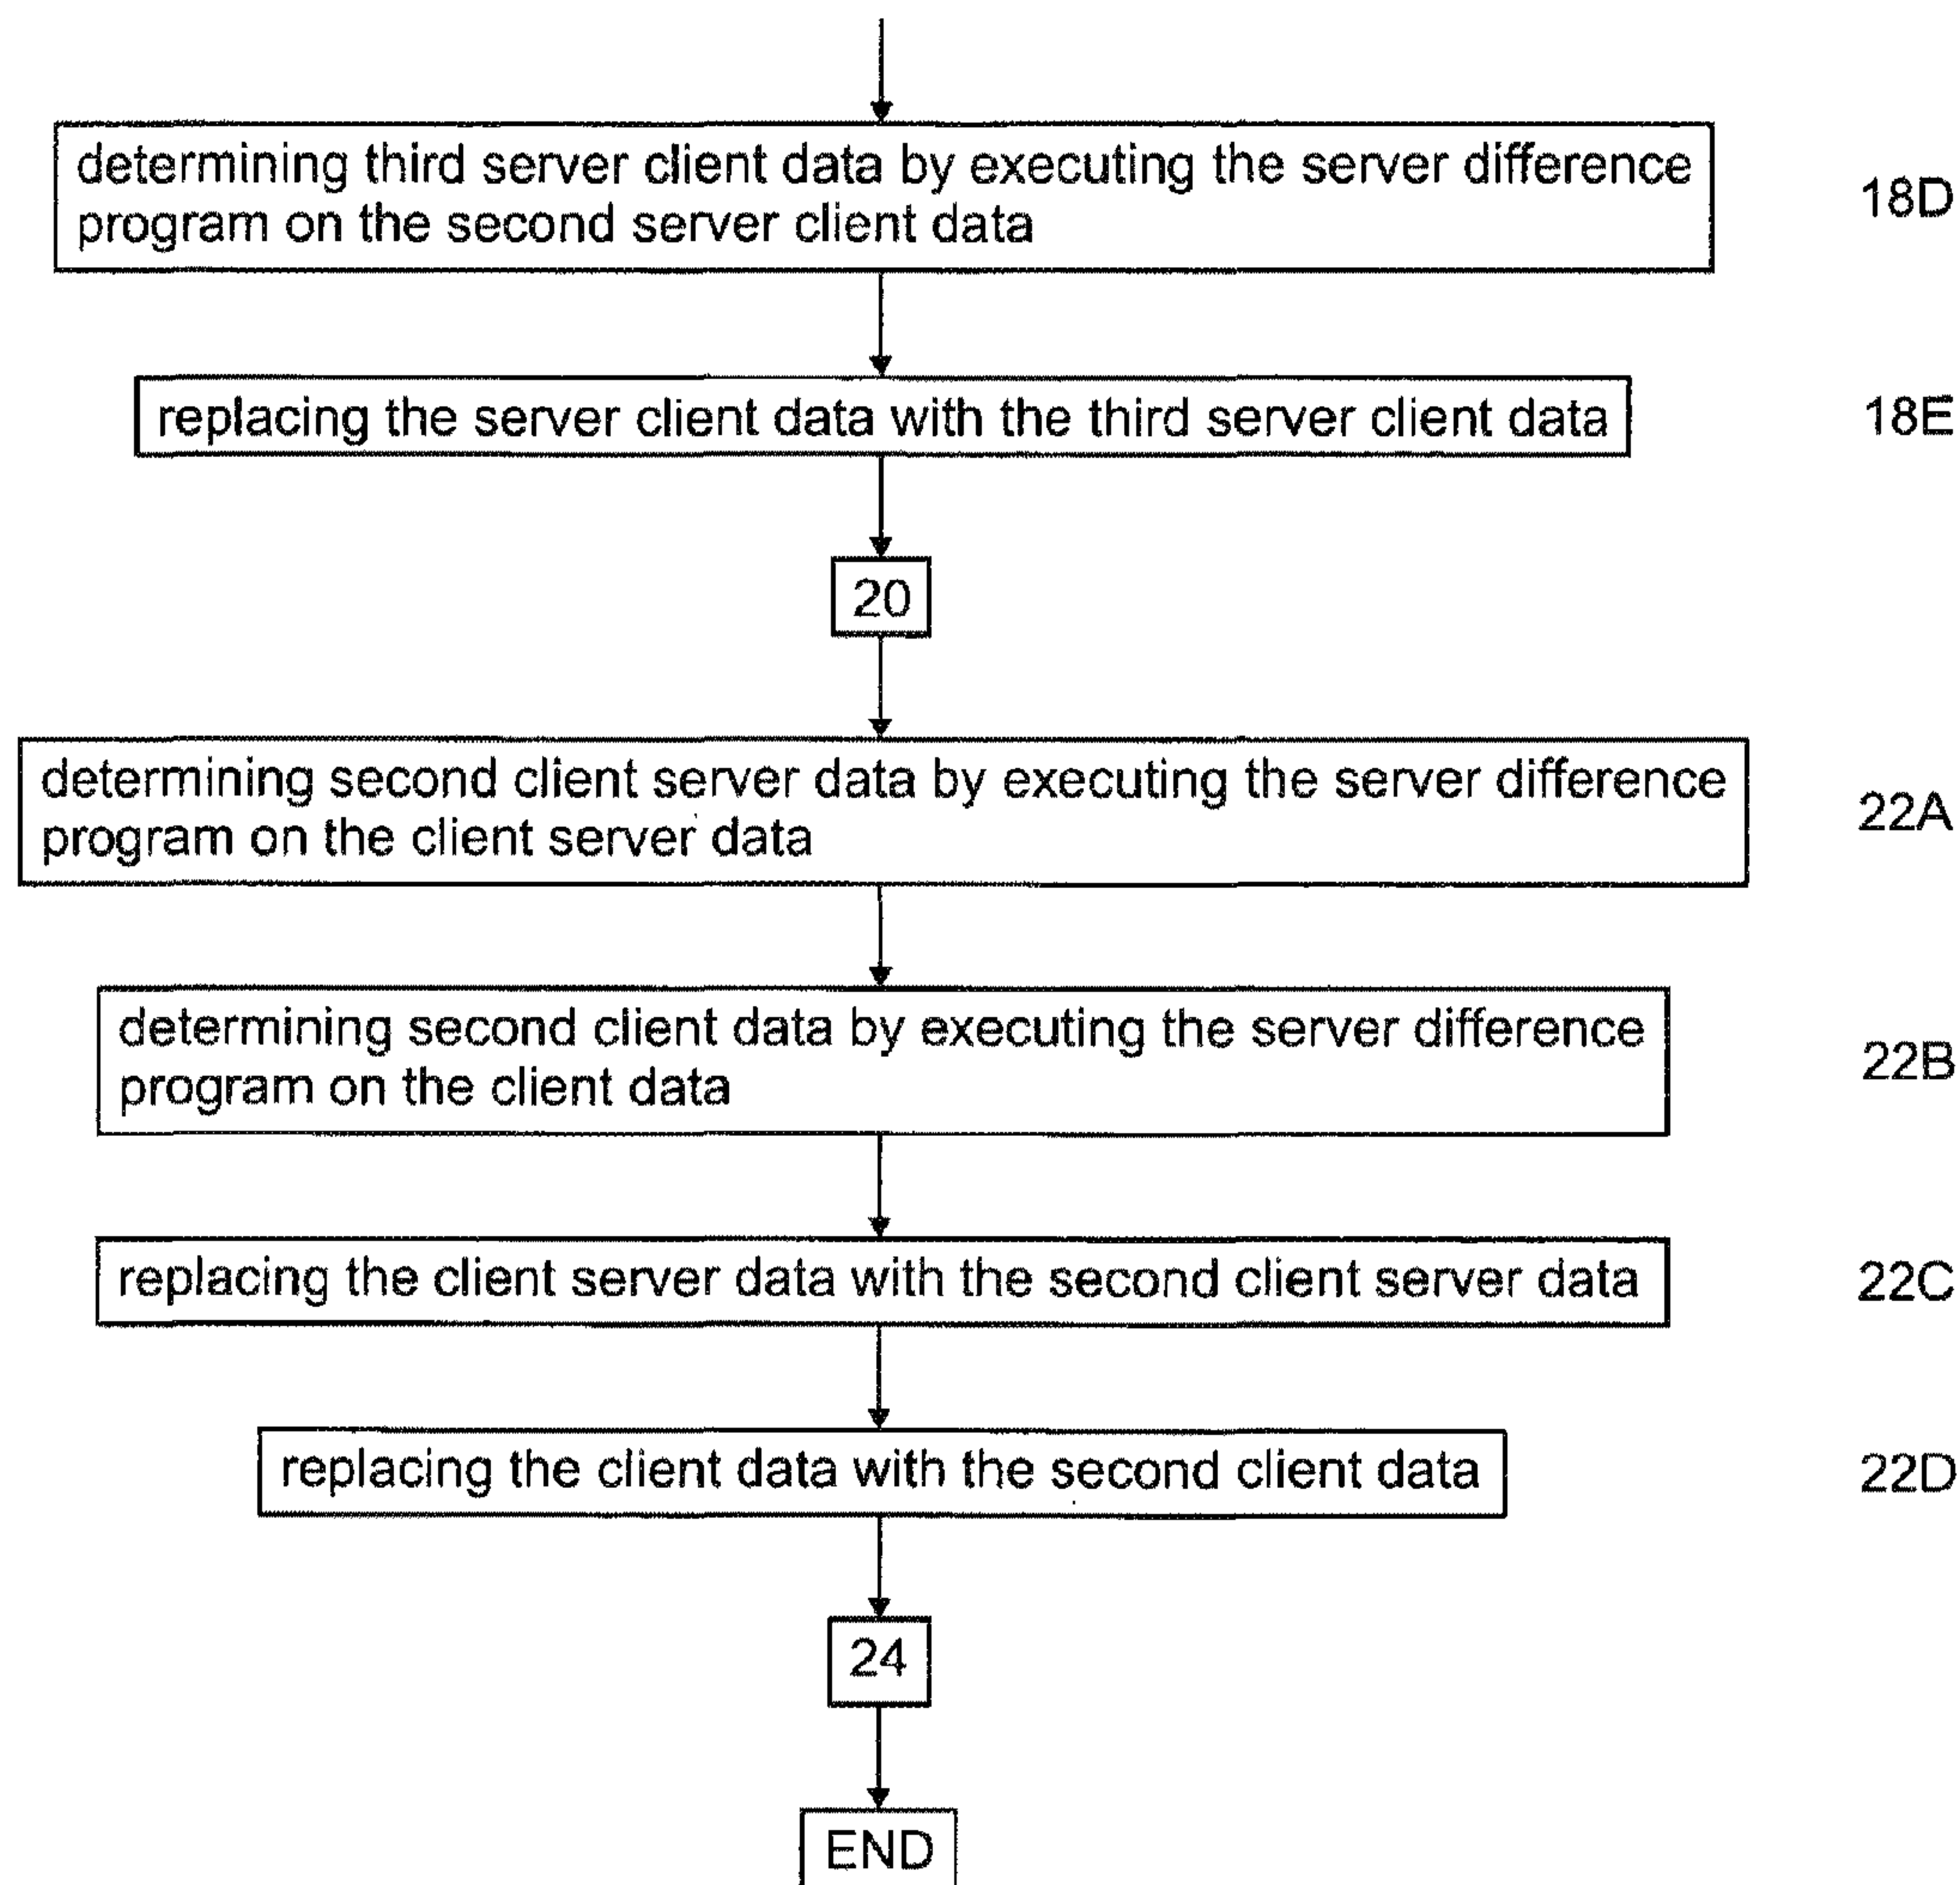 determining third server client data by executing the server difference
program on the second server client data
18D
replacing the server client data with the third server client data
18E
20
determining second client server data by executing the server difference
program on the client server data
22A
determining second client data by executing the server difference
program on the client data
22B
replacing the client server data with the second client server data
22C
replacing the client data with the second client data
22D
24
END